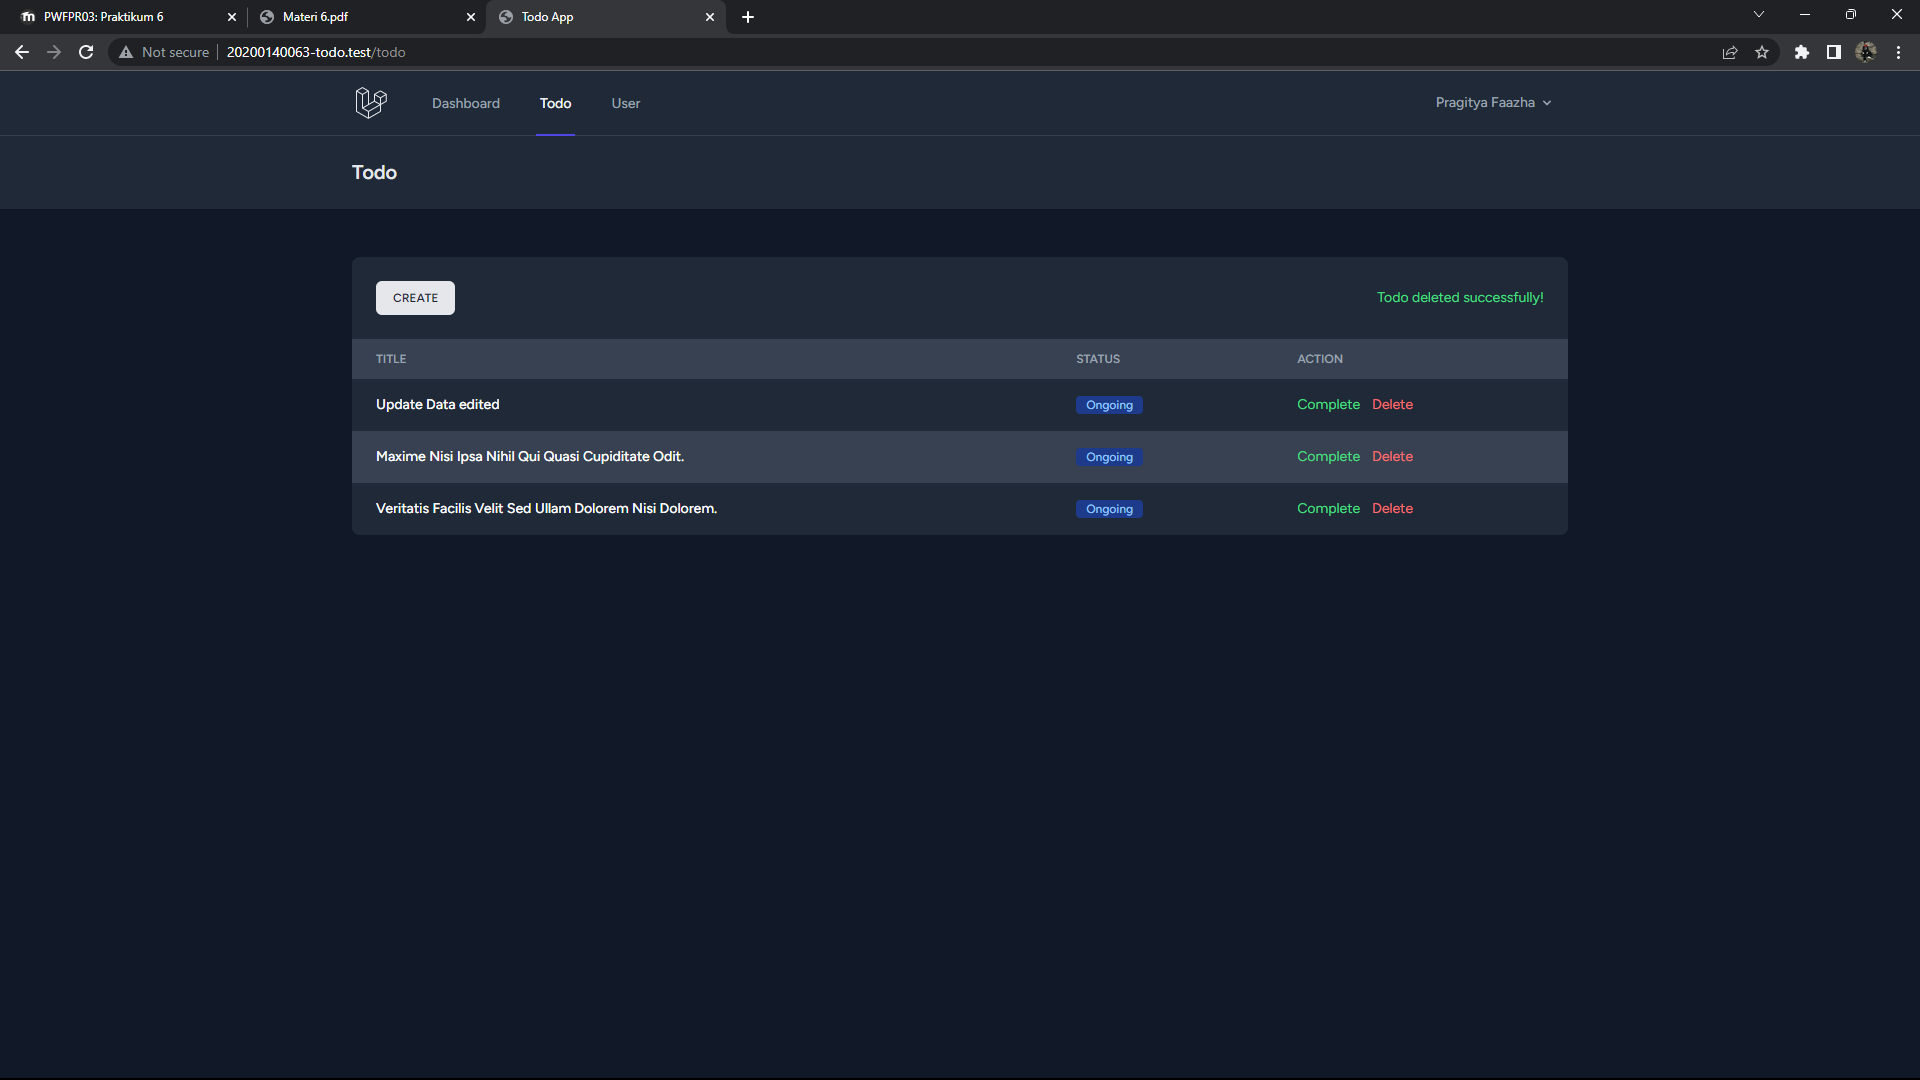 PWFPR03: Praktikum 6
Materi 6.pdf
Todo App
Not secure
20200140063-todo.test/todo
Dashboard
Todo
User
Pragitya Faazha
Todo
CREATE
Todo deleted successfully!
TITLE STATUS ACTION
Update Data edited Ongoing Complete Delete
Maxime Nisi Ipsa Nihil Qui Quasi Cupiditate Odit. Ongoing Complete Delete
Veritatis Facilis Velit Sed Ullam Dolorem Nisi Dolorem. Ongoing Complete Delete